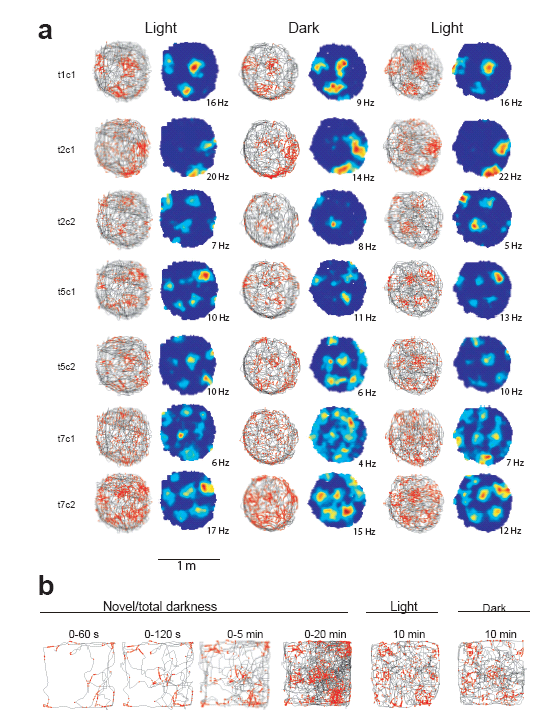 a
Light Dark Light
t1c1
16 Hz 9 Hz 16 Hz
t2c1
20 Hz 14 Hz 22 Hz
t2c2
7 Hz 8 Hz 5 Hz
t5c1
10 Hz 11 Hz 13 Hz
t5c2
10 Hz 6 Hz 10 Hz
t7c1
6 Hz 4 Hz 7 Hz
t7c2
17 Hz 15 Hz 12 Hz
1 m
b
Novel/total darkness Light Dark
0-60 s 0-120 s 0-5 min 0-20 min 10 min 10 min